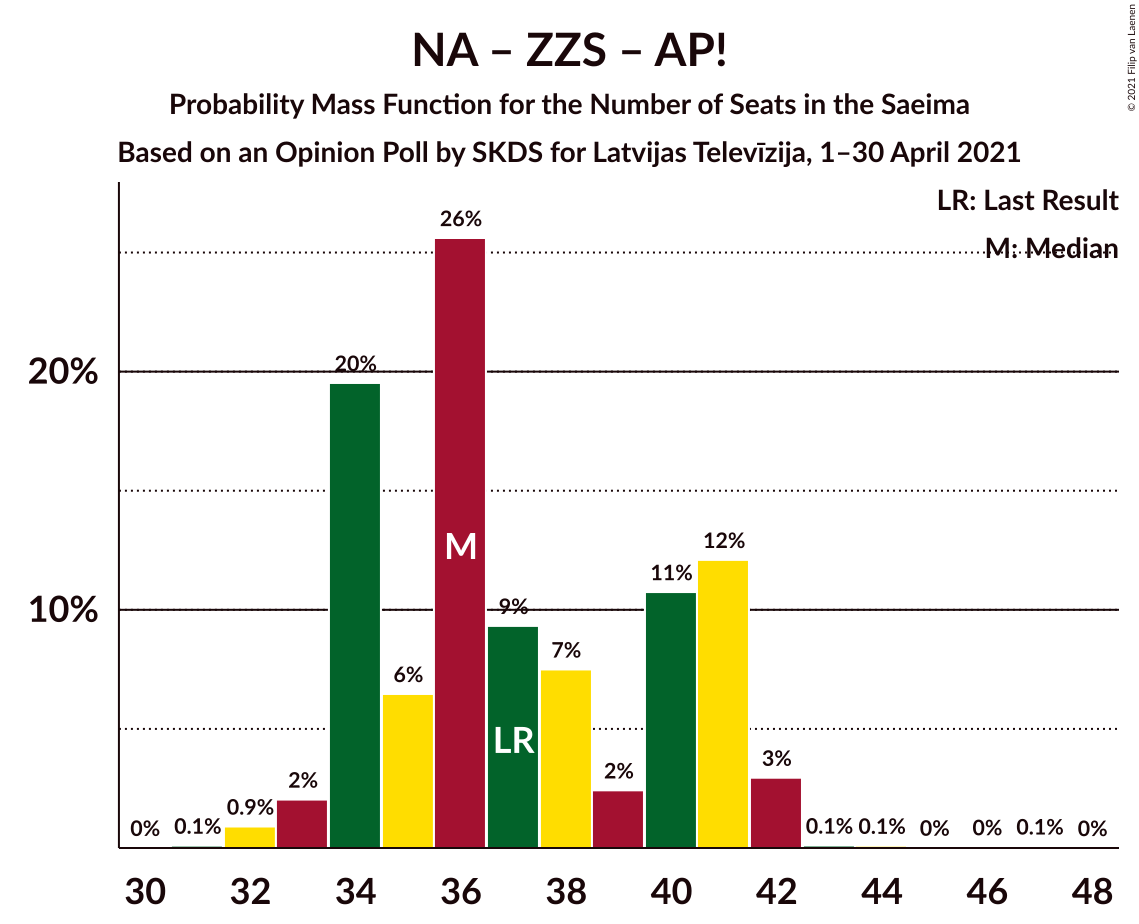 NA – ZZS – AP!
Probability Mass Function for the Number of Seats in the Saeima
Based on an Opinion Poll by SKDS for Latvijas Televīzija, 1–30 April 2021
© 2021 Filip van Laenen
LR: Last Result
M: Median
20%
10%
0%
0.1%
0.9%
2%
20%
6%
26%
9%
7%
2%
11%
12%
3%
0.1%
0.1%
0%
0%
0.1%
0%
M
LR
30 32 34 36 38 40 42 44 46 48